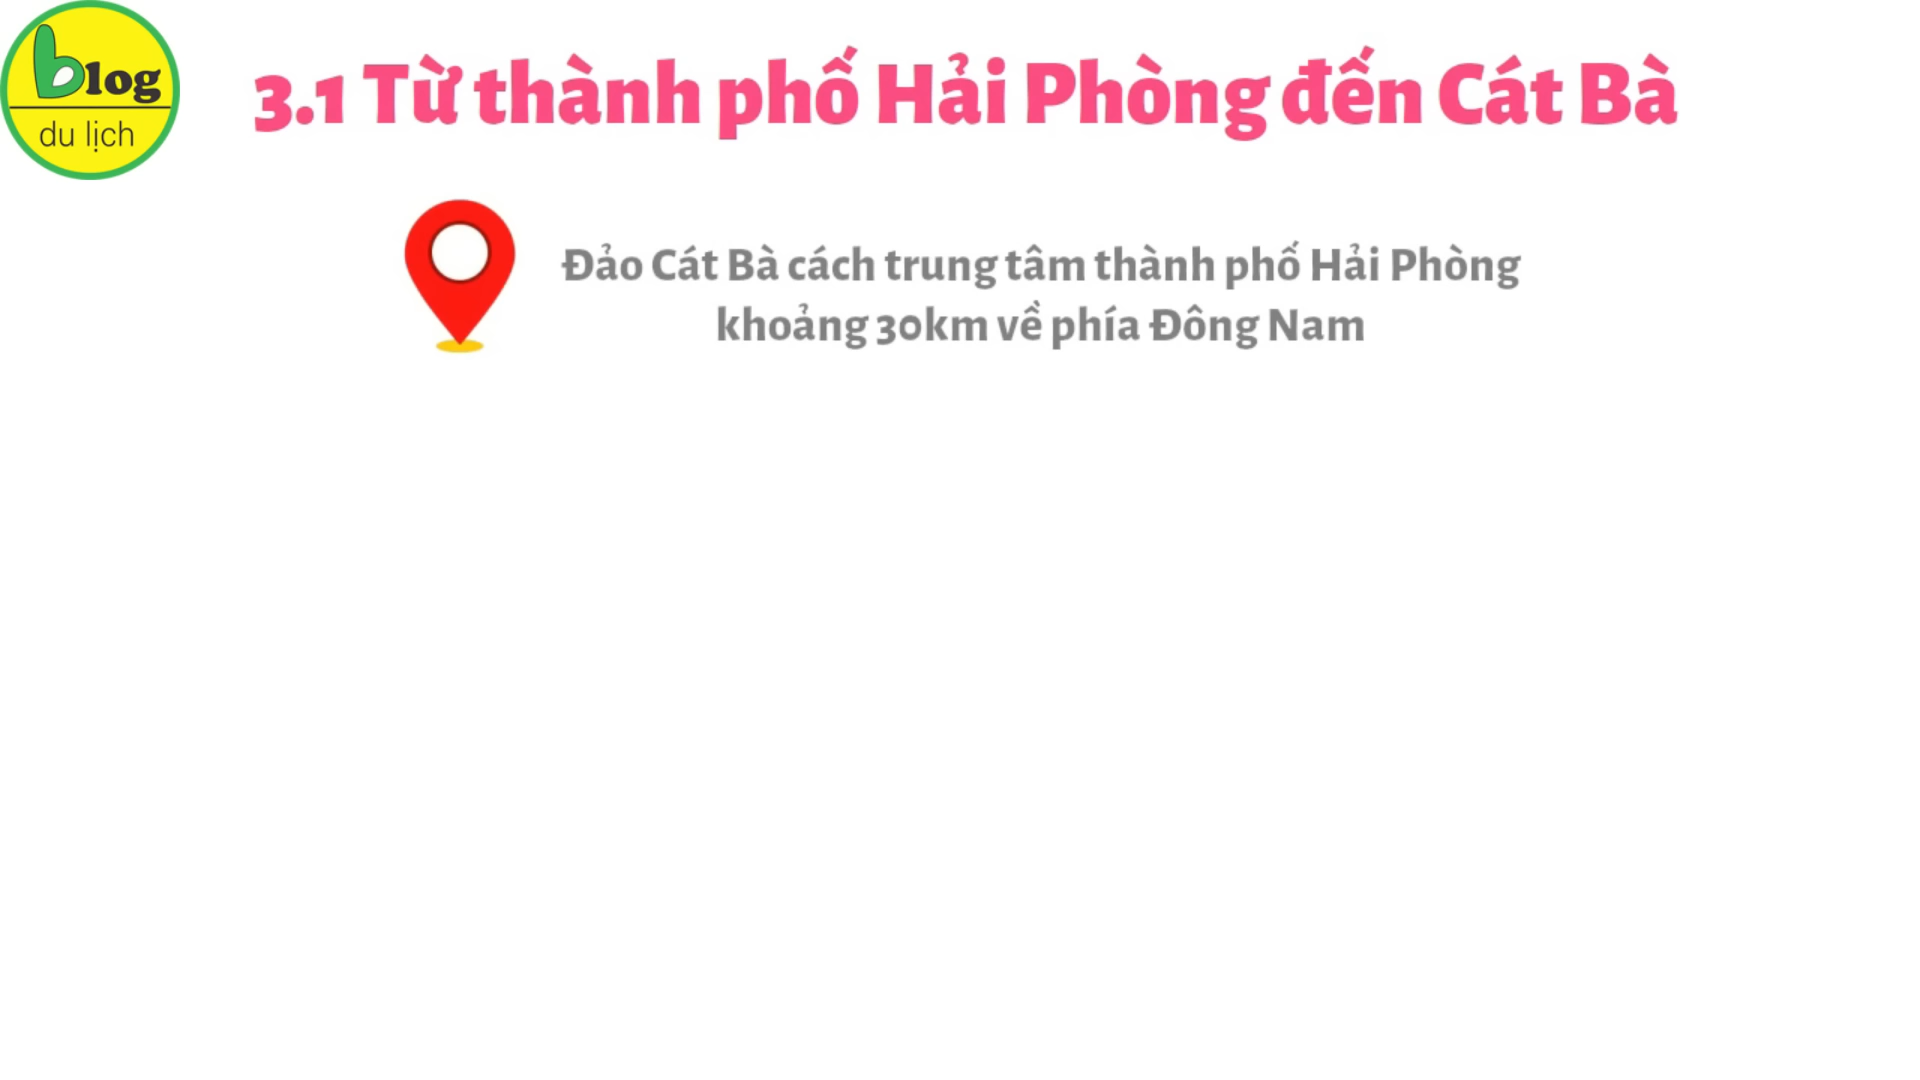 blog
du lịch
3.1 Từ thành phố Hải Phòng đến Cát Bà
Đảo Cát Bà cách trung tâm thành phố Hải Phòng
khoảng 30km về phía Đông Nam